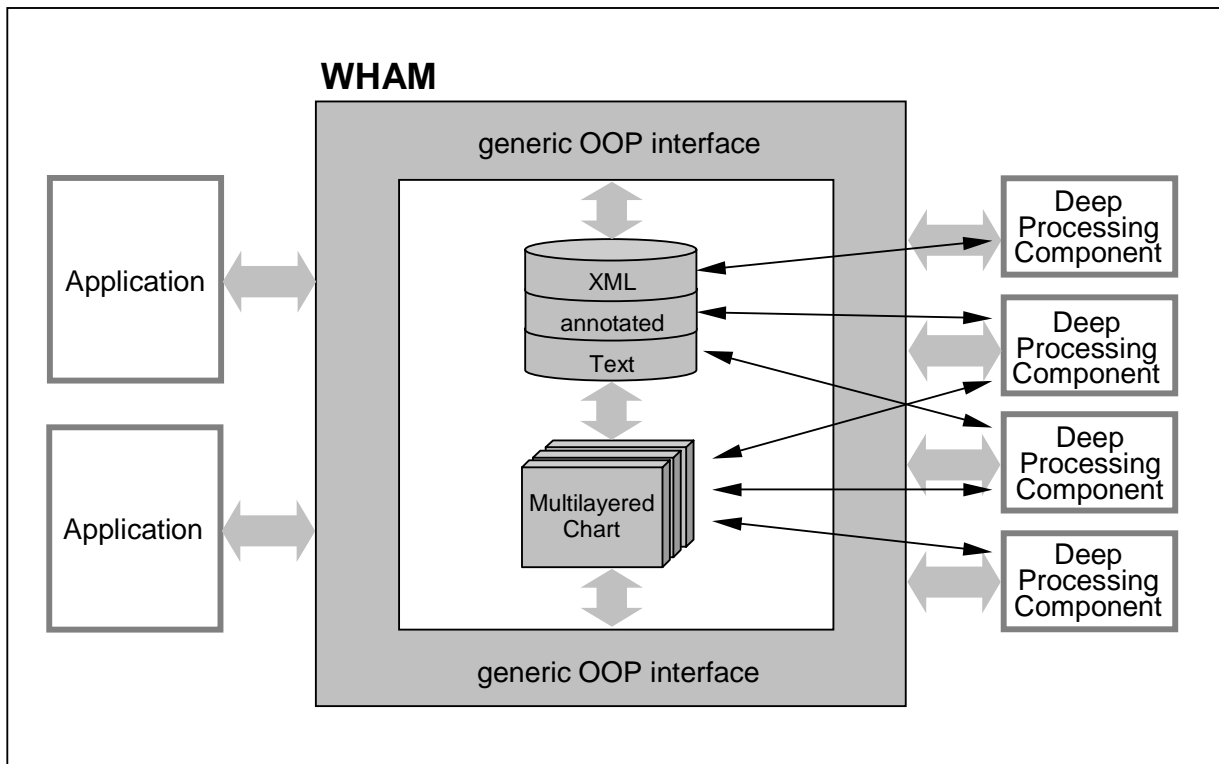 WHAM
generic OOP interface
Application
Application
XML
annotated
Text
Multilayered
Chart
generic OOP interface
Deep
Processing
Component
Deep
Processing
Component
Deep
Processing
Component
Deep
Processing
Component